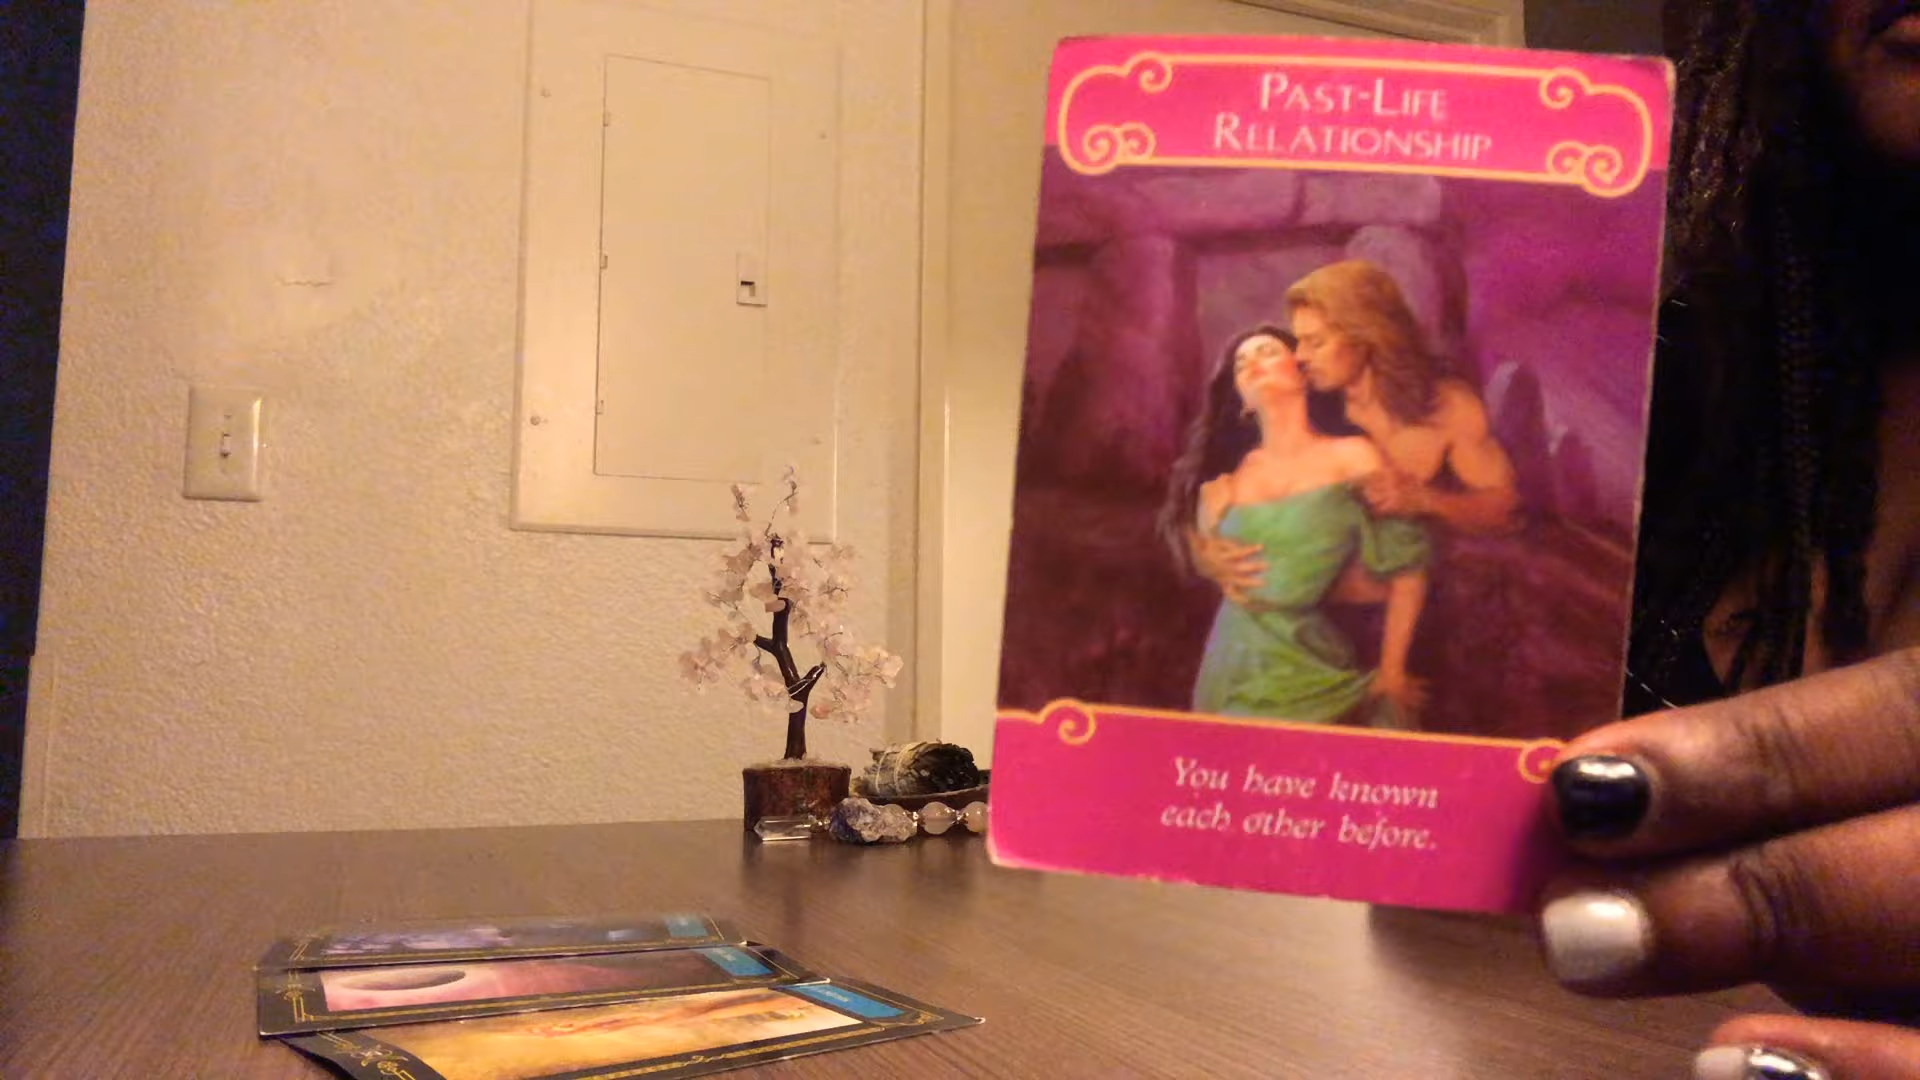 PAST-LIFE
RELATIONSHIP
You have known
each other before.